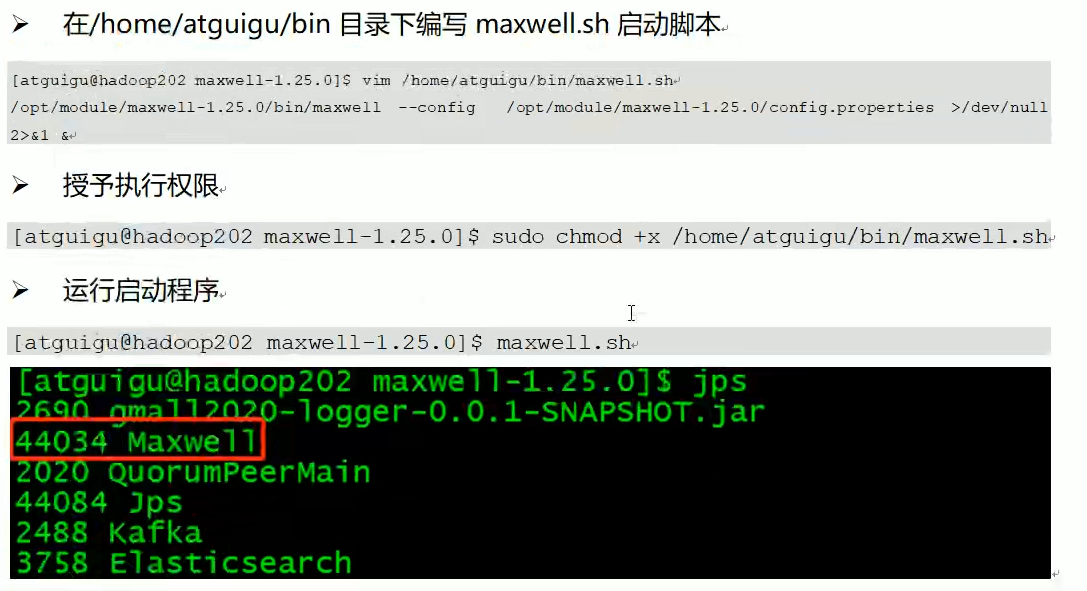 ➢ 在/home/atguigu/bin 目录下编写 maxwell.sh 启动脚本
[atguigu@hadoop202 maxwell-1.25.0]$ vim /home/atguigu/bin/maxwell.sh
/opt/module/maxwell-1.25.0/bin/maxwell --config /opt/module/maxwell-1.25.0/config.properties >/dev/null
2>&1 &
➢ 授予执行权限
[atguigu@hadoop202 maxwell-1.25.0]$ sudo chmod +x /home/atguigu/bin/maxwell.sh
➢ 运行启动程序
[atguigu@hadoop202 maxwell-1.25.0]$ maxwell.sh
[atguigu@hadoop202 maxwell-1.25.0]$ jps
2690 gmall2020-logger-0.0.1-SNAPSHOT.jar
44034 Maxwell
2020 QuorumPeerMain
44084 Jps
2488 Kafka
3758 Elasticsearch